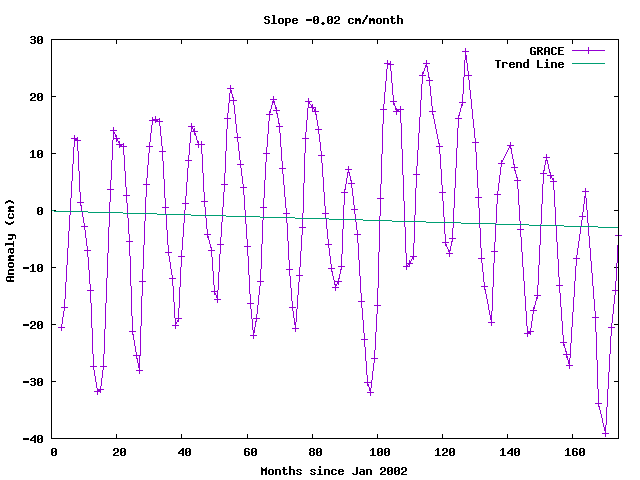 Slope -0.02 cm/month
GRACE
Trend Line
30
20
10
0
-10
-20
-30
-40
Anomaly (cm)
0 20 40 60 80 100 120 140 160
Months since Jan 2002